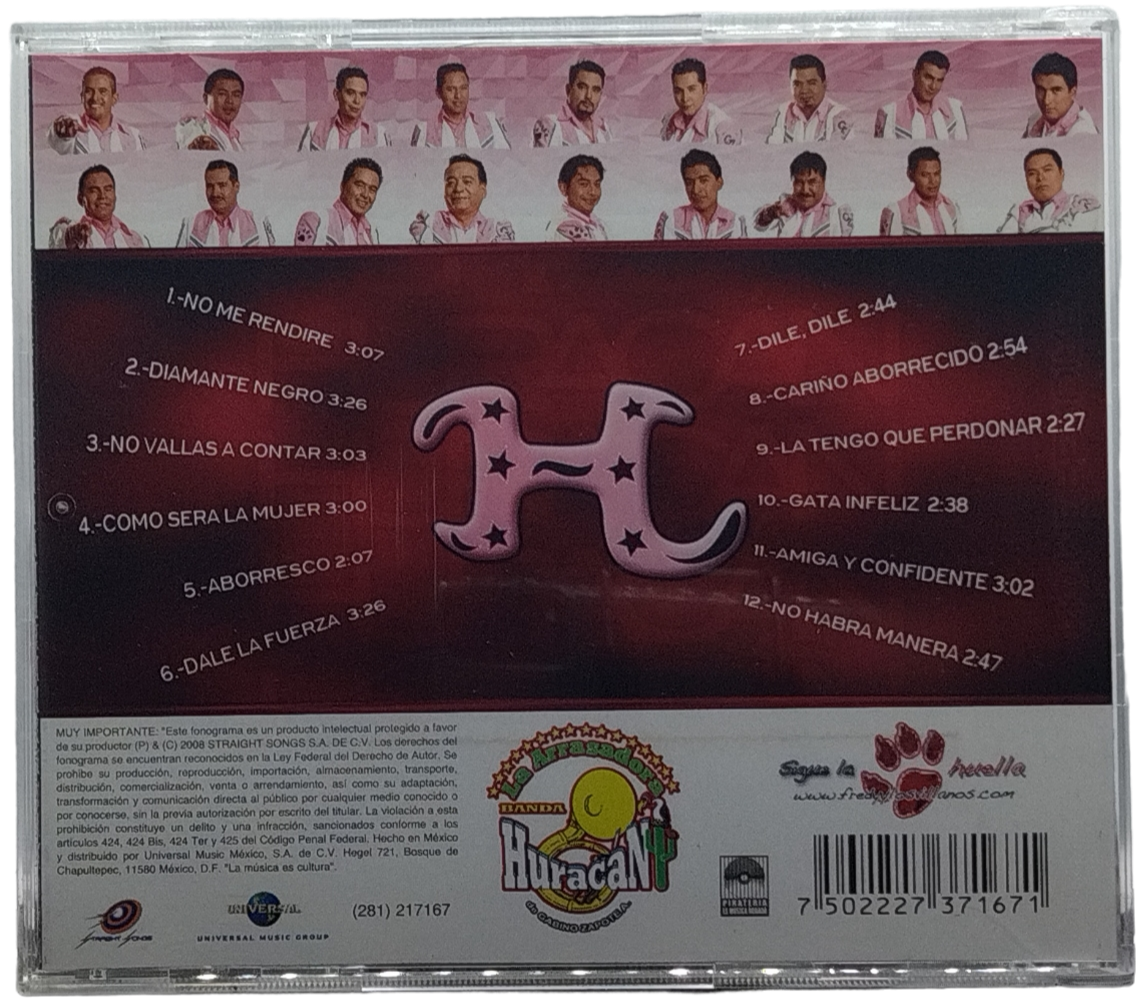 1.-NO ME RENDIRE 3:07
2.-DIAMANTE NEGRO 3:26
3.-NO VALLAS A CONTAR 3:03
4.-COMO SERA LA MUJER 3:00
5.-ABORRESCO 2:07
6.-DALE LA FUERZA 3:26
H
7.-DILE, DILE 2:44
8.-CARIÑO ABORRECIDO 2:54
9.-LA TENGO QUE PERDONAR 2:27
10.-GATA INFELIZ 2:38
11.-AMIGA Y CONFIDENTE 3:02
12.-NO HABRA MANERA 2:47
MUY IMPORTANTE: "Este fonograma es un producto intelectual protegido a favor
de su productor (P) & (C) 2008 STRAIGHT SONGS S.A. DE C.V. Los derechos del
fonograma se encuentran reconocidos en la Ley Federal del Derecho de Autor. Se
prohibe su producción, reproducción, importación, almacenamiento, transporte,
distribución, comercialización, venta o arrendamiento, así como su adaptación,
transformación y comunicación directa al público por cualquier medio conocido o
por conocerse, sin la previa autorización por escrito del titular. La violación a esta
prohibición constituye un delito y una infracción, sancionados conforme a los
artículos 424, 424 Bis, 424 Ter y 425 del Código Penal Federal. Hecho en México
y distribuido por Universal Music México, S.A. de C.V. Hegel 721, Bosque de
Chapultepec, 11580 México, D.F. "La música es cultura".
STRAIGHT SONGS
UNIVERSAL
UNIVERSAL MUSIC GROUP
(281) 217167
La Arrasadora
BANDA
Huracán
de GABINO ZAPOTE A.
Sigue la huella
PIRATERIA
7 502227 371671